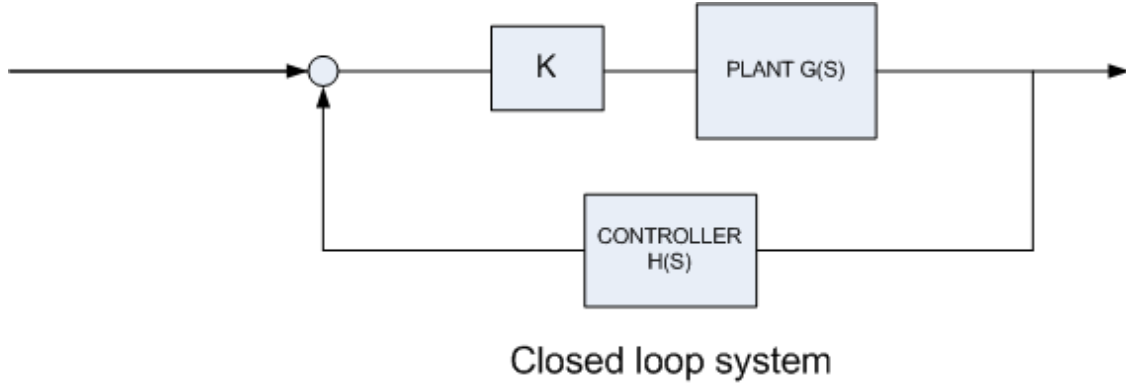 K
PLANT G(S)
CONTROLLER
H(S)
Closed loop system